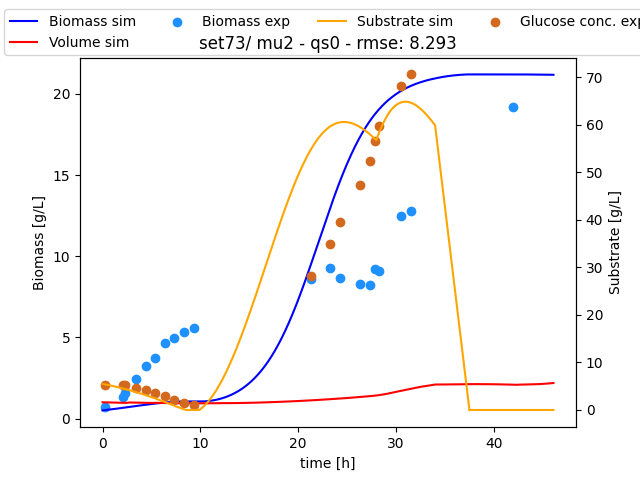 Biomass sim
Biomass exp
Substrate sim
Glucose conc. exp
Volume sim
set73/ mu2 - qs0 - rmse: 8.293
Biomass [g/L]
0
5
10
15
20
0
10
20
30
40
50
60
70
Substrate [g/L]
0
10
20
30
40
time [h]